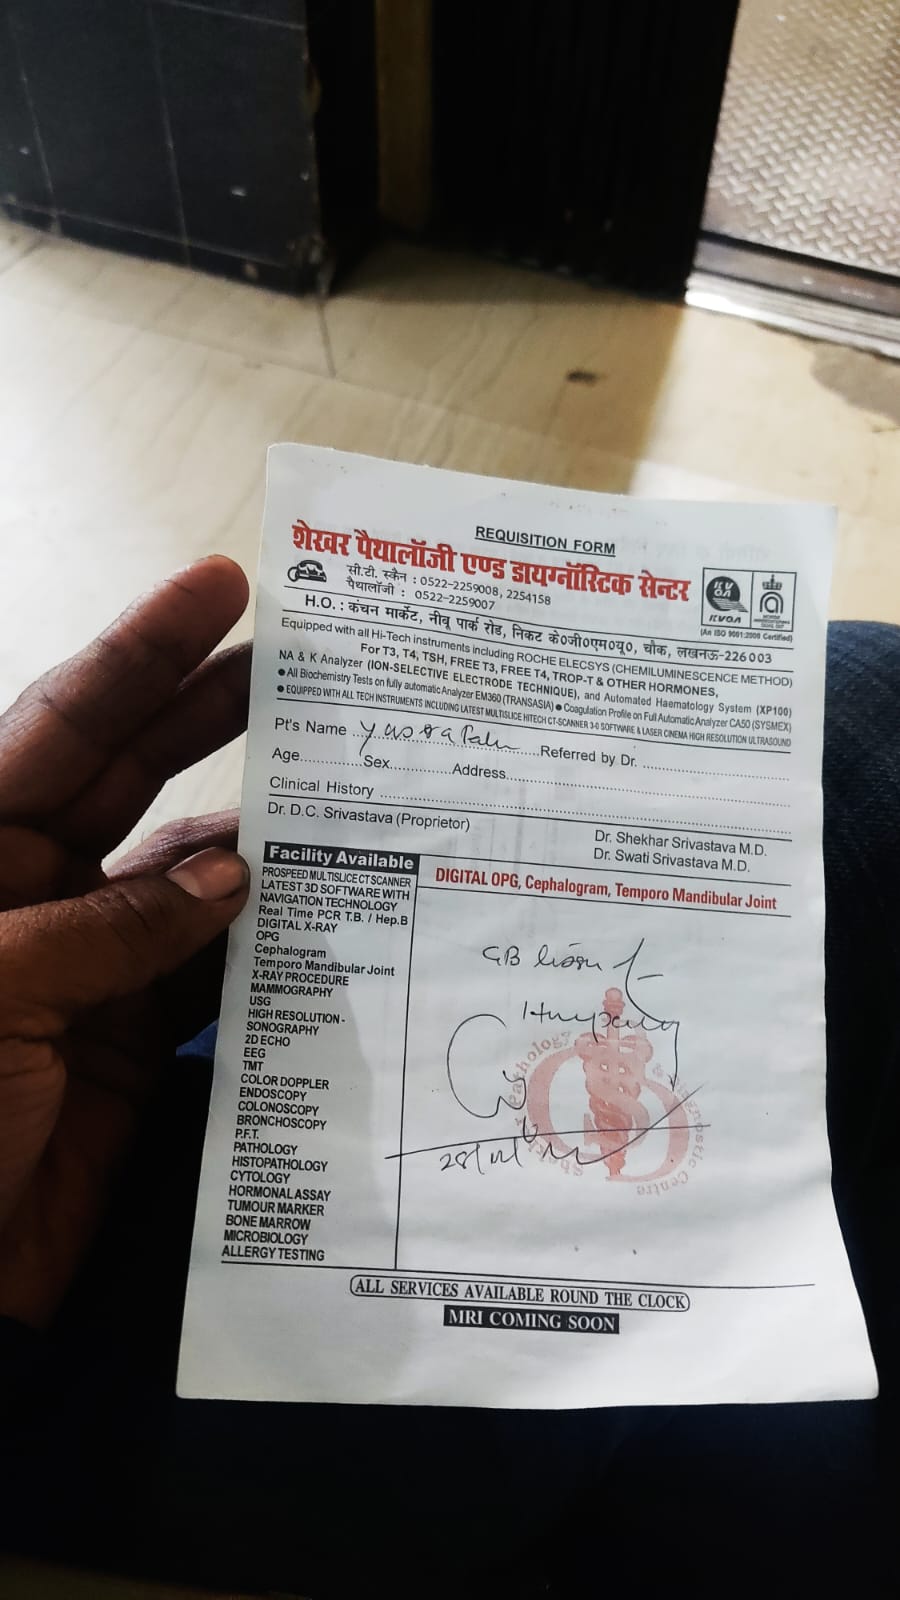 REQUISITION FORM
शेखर पैथालॉजी एण्ड डायग्नॉस्टिक सेन्टर
सी.टी. स्कैन : 0522-2259008, 2254158
पैथालॉजी : 0522-2259007
(An ISO 9001:2008 Certified)
H.O. : कंचन मार्केट, नीबू पार्क रोड, निकट के०जी०एम०यू०, चौक, लखनऊ-226 003
Equipped with all Hi-Tech instruments including ROCHE ELECSYS (CHEMILUMINESCENCE METHOD)
For T3, T4, TSH, FREE T3, FREE T4, TROP-T & OTHER HORMONES,
NA & K Analyzer (ION-SELECTIVE ELECTRODE TECHNIQUE), and Automated Haematology System (XP100)
● All Biochemistry Tests on fully automatic Analyzer EM360 (TRANSASIA) ● Coagulation Profile on Full Automatic Analyzer CA50 (SYSMEX)
● EQUIPPED WITH ALL TECH INSTRUMENTS INCLUDING LATEST MULTISLICE HITECH CT-SCANNER 3-D SOFTWARE & LASER CINEMA HIGH RESOLUTION ULTRASOUND
Pt's Name ..................Referred by Dr. ..................
Age.............Sex.............Address..................
Clinical History ..................
Dr. D.C. Srivastava (Proprietor)
Dr. Shekhar Srivastava M.D.
Dr. Swati Srivastava M.D.
Facility Available
PROSPEED MULTISLICE CT SCANNER
LATEST 3D SOFTWARE WITH
NAVIGATION TECHNOLOGY
Real Time PCR T.B. / Hep.B
DIGITAL X-RAY
OPG
Cephalogram
Temporo Mandibular Joint
X-RAY PROCEDURE
MAMMOGRAPHY
USG
HIGH RESOLUTION -
SONOGRAPHY
2D ECHO
EEG
TMT
COLOR DOPPLER
ENDOSCOPY
COLONOSCOPY
BRONCHOSCOPY
P.F.T.
PATHOLOGY
HISTOPATHOLOGY
CYTOLOGY
HORMONAL ASSAY
TUMOUR MARKER
BONE MARROW
MICROBIOLOGY
ALLERGY TESTING
DIGITAL OPG, Cephalogram, Temporo Mandibular Joint
GB
ALL SERVICES AVAILABLE ROUND THE CLOCK
MRI COMING SOON